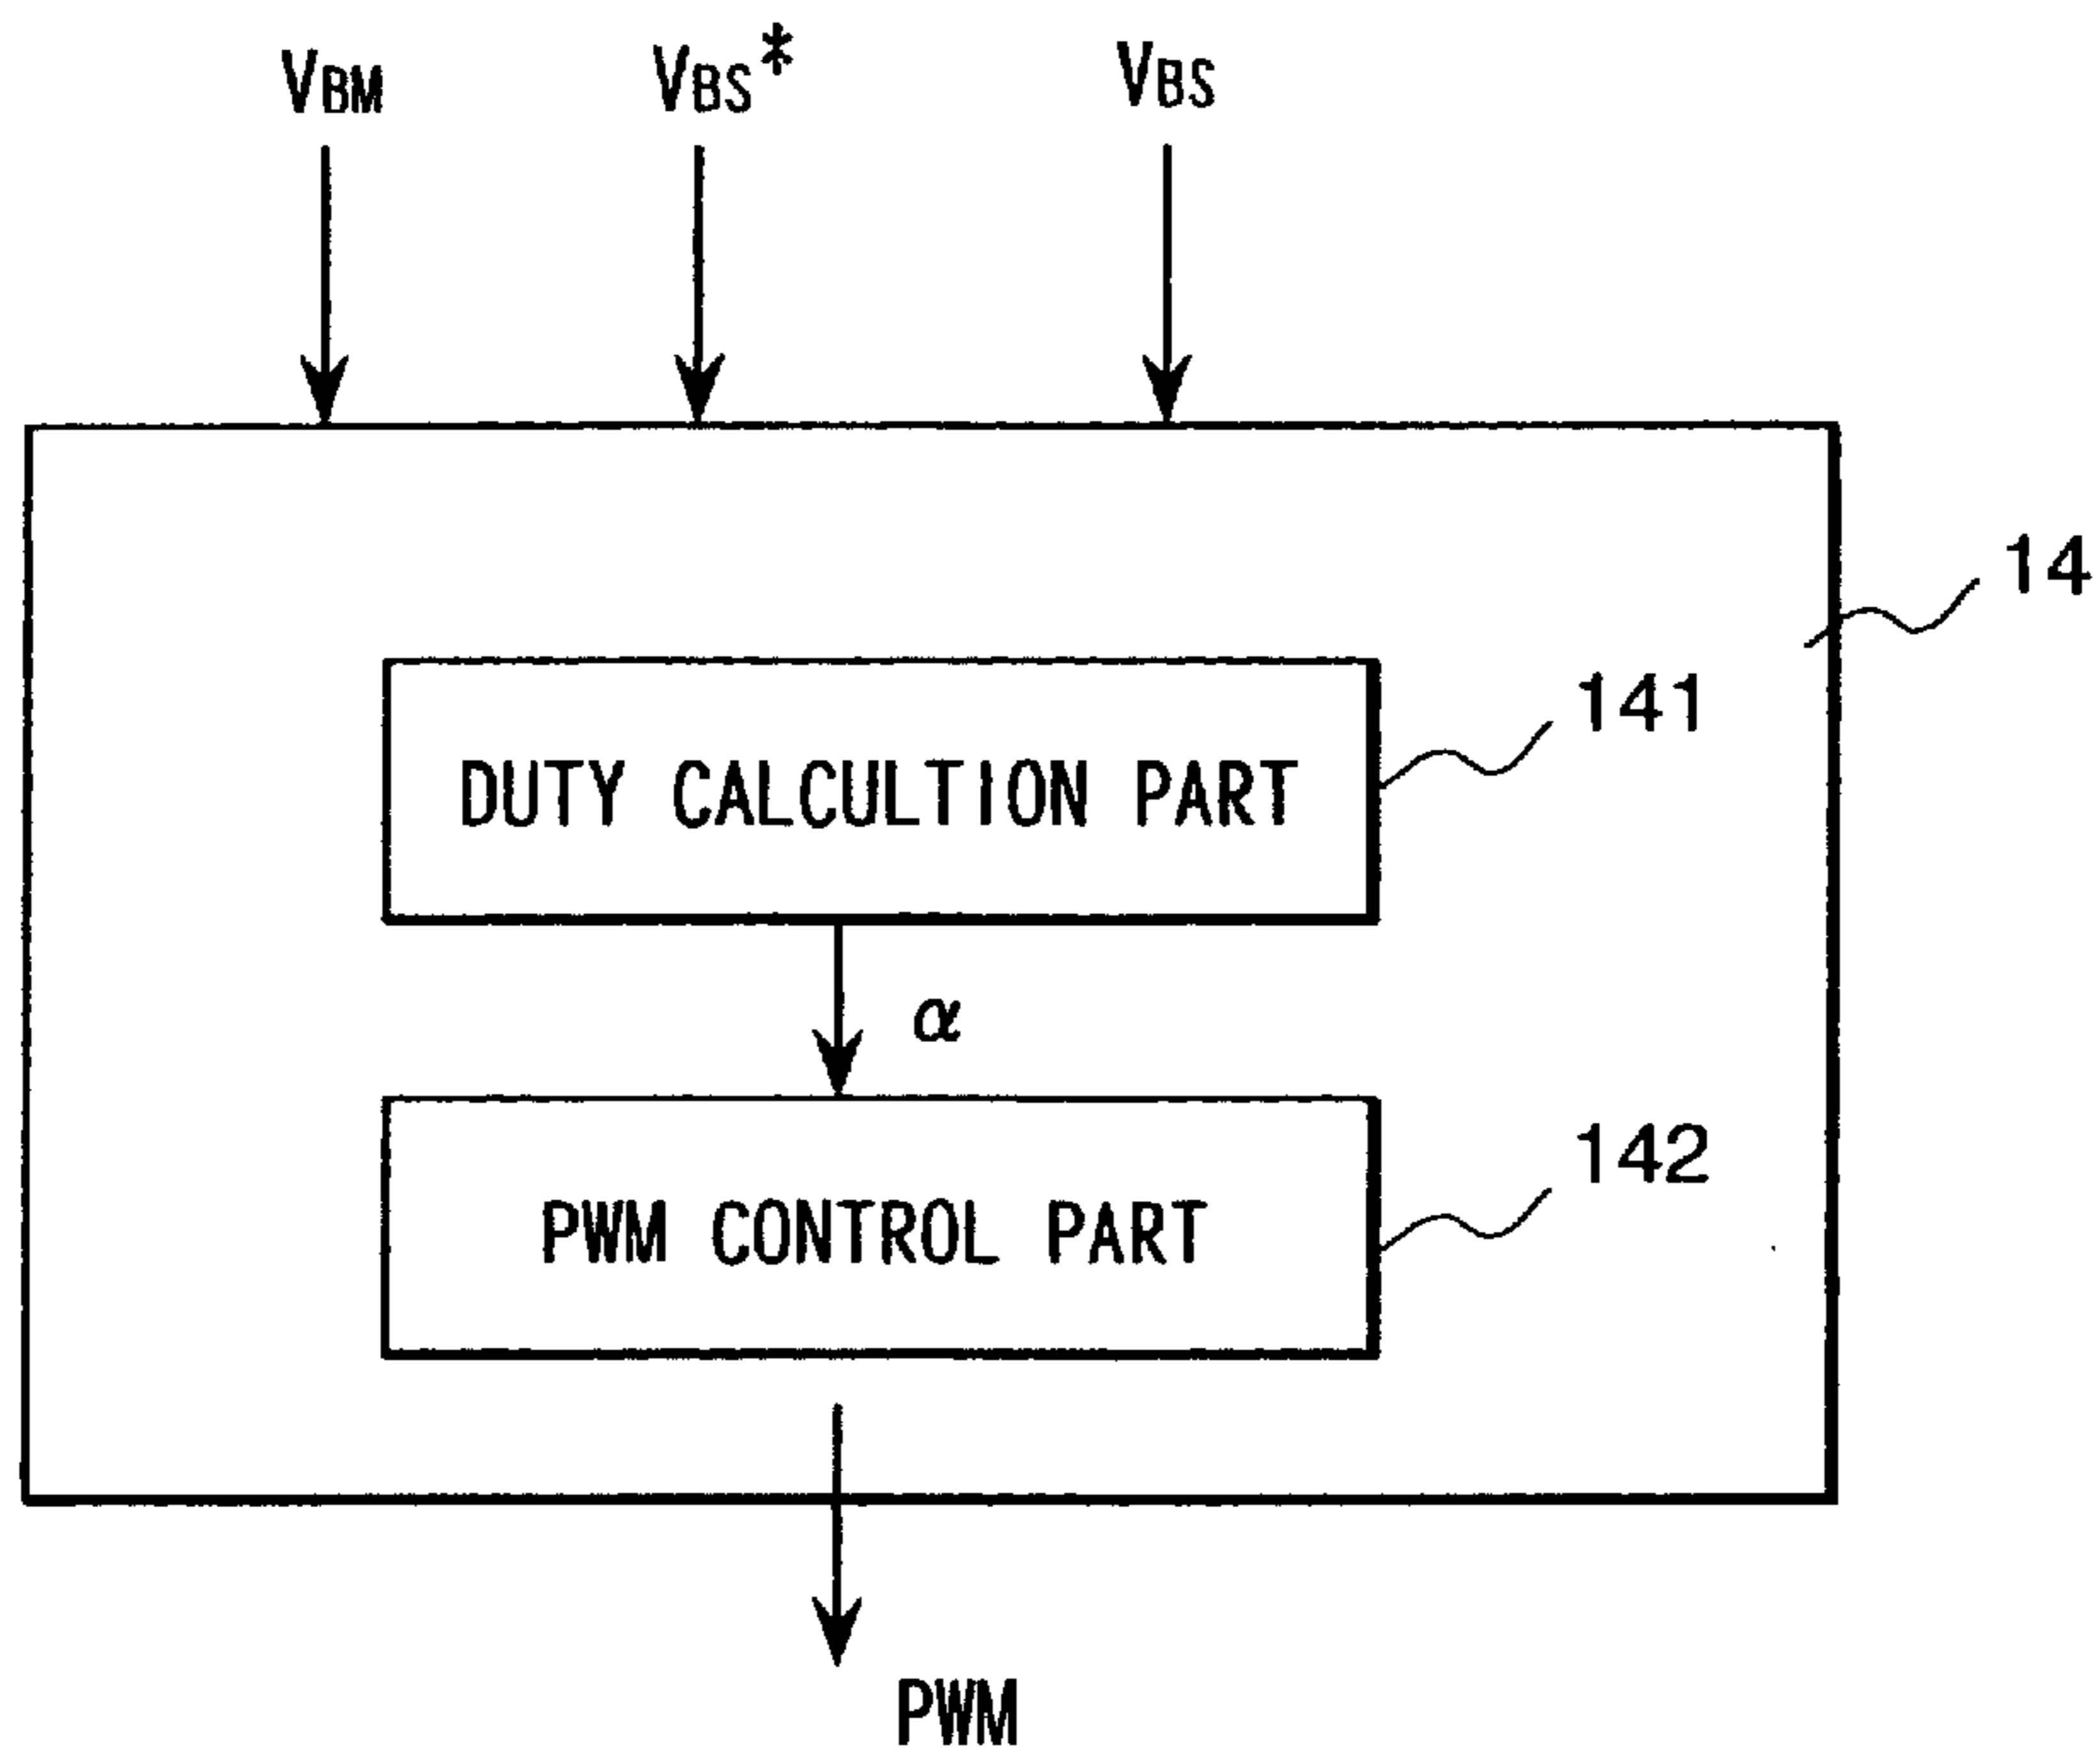 VBM VBS* VBS
14
141
DUTY CALCULTION PART
α
142
PWM CONTROL PART
PWM